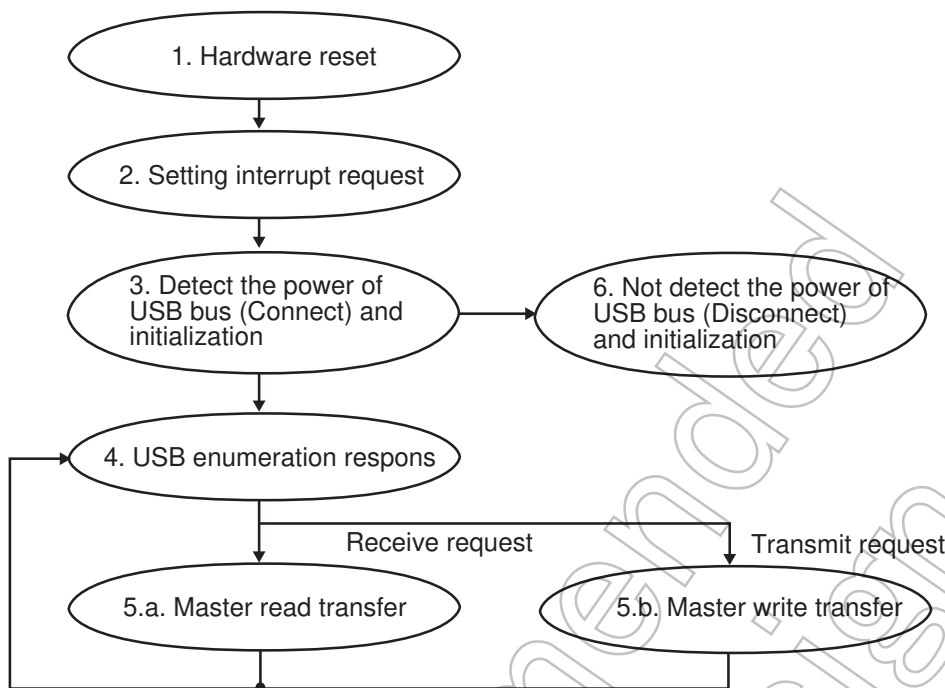 1. Hardware reset
2. Setting interrupt request
3. Detect the power of
USB bus (Connect) and
initialization
6. Not detect the power of
USB bus (Disconnect)
and initialization
4. USB enumeration respons
Receive request
Transmit request
5.a. Master read transfer
5.b. Master write transfer
mended
sign